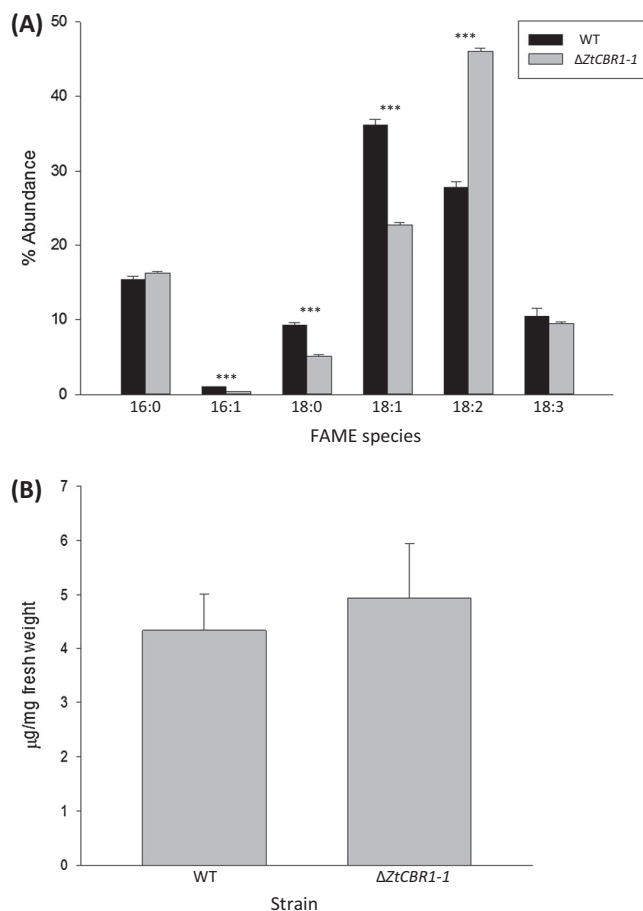 (A)
50
40
30
20
10
0
% Abundance
WT
ΔZtCBR1-1
***
***
***
***
16:0 16:1 18:0 18:1 18:2 18:3
FAME species
(B)
7
6
5
4
3
2
1
0
µg/mg fresh weight
WT ΔZtCBR1-1
Strain